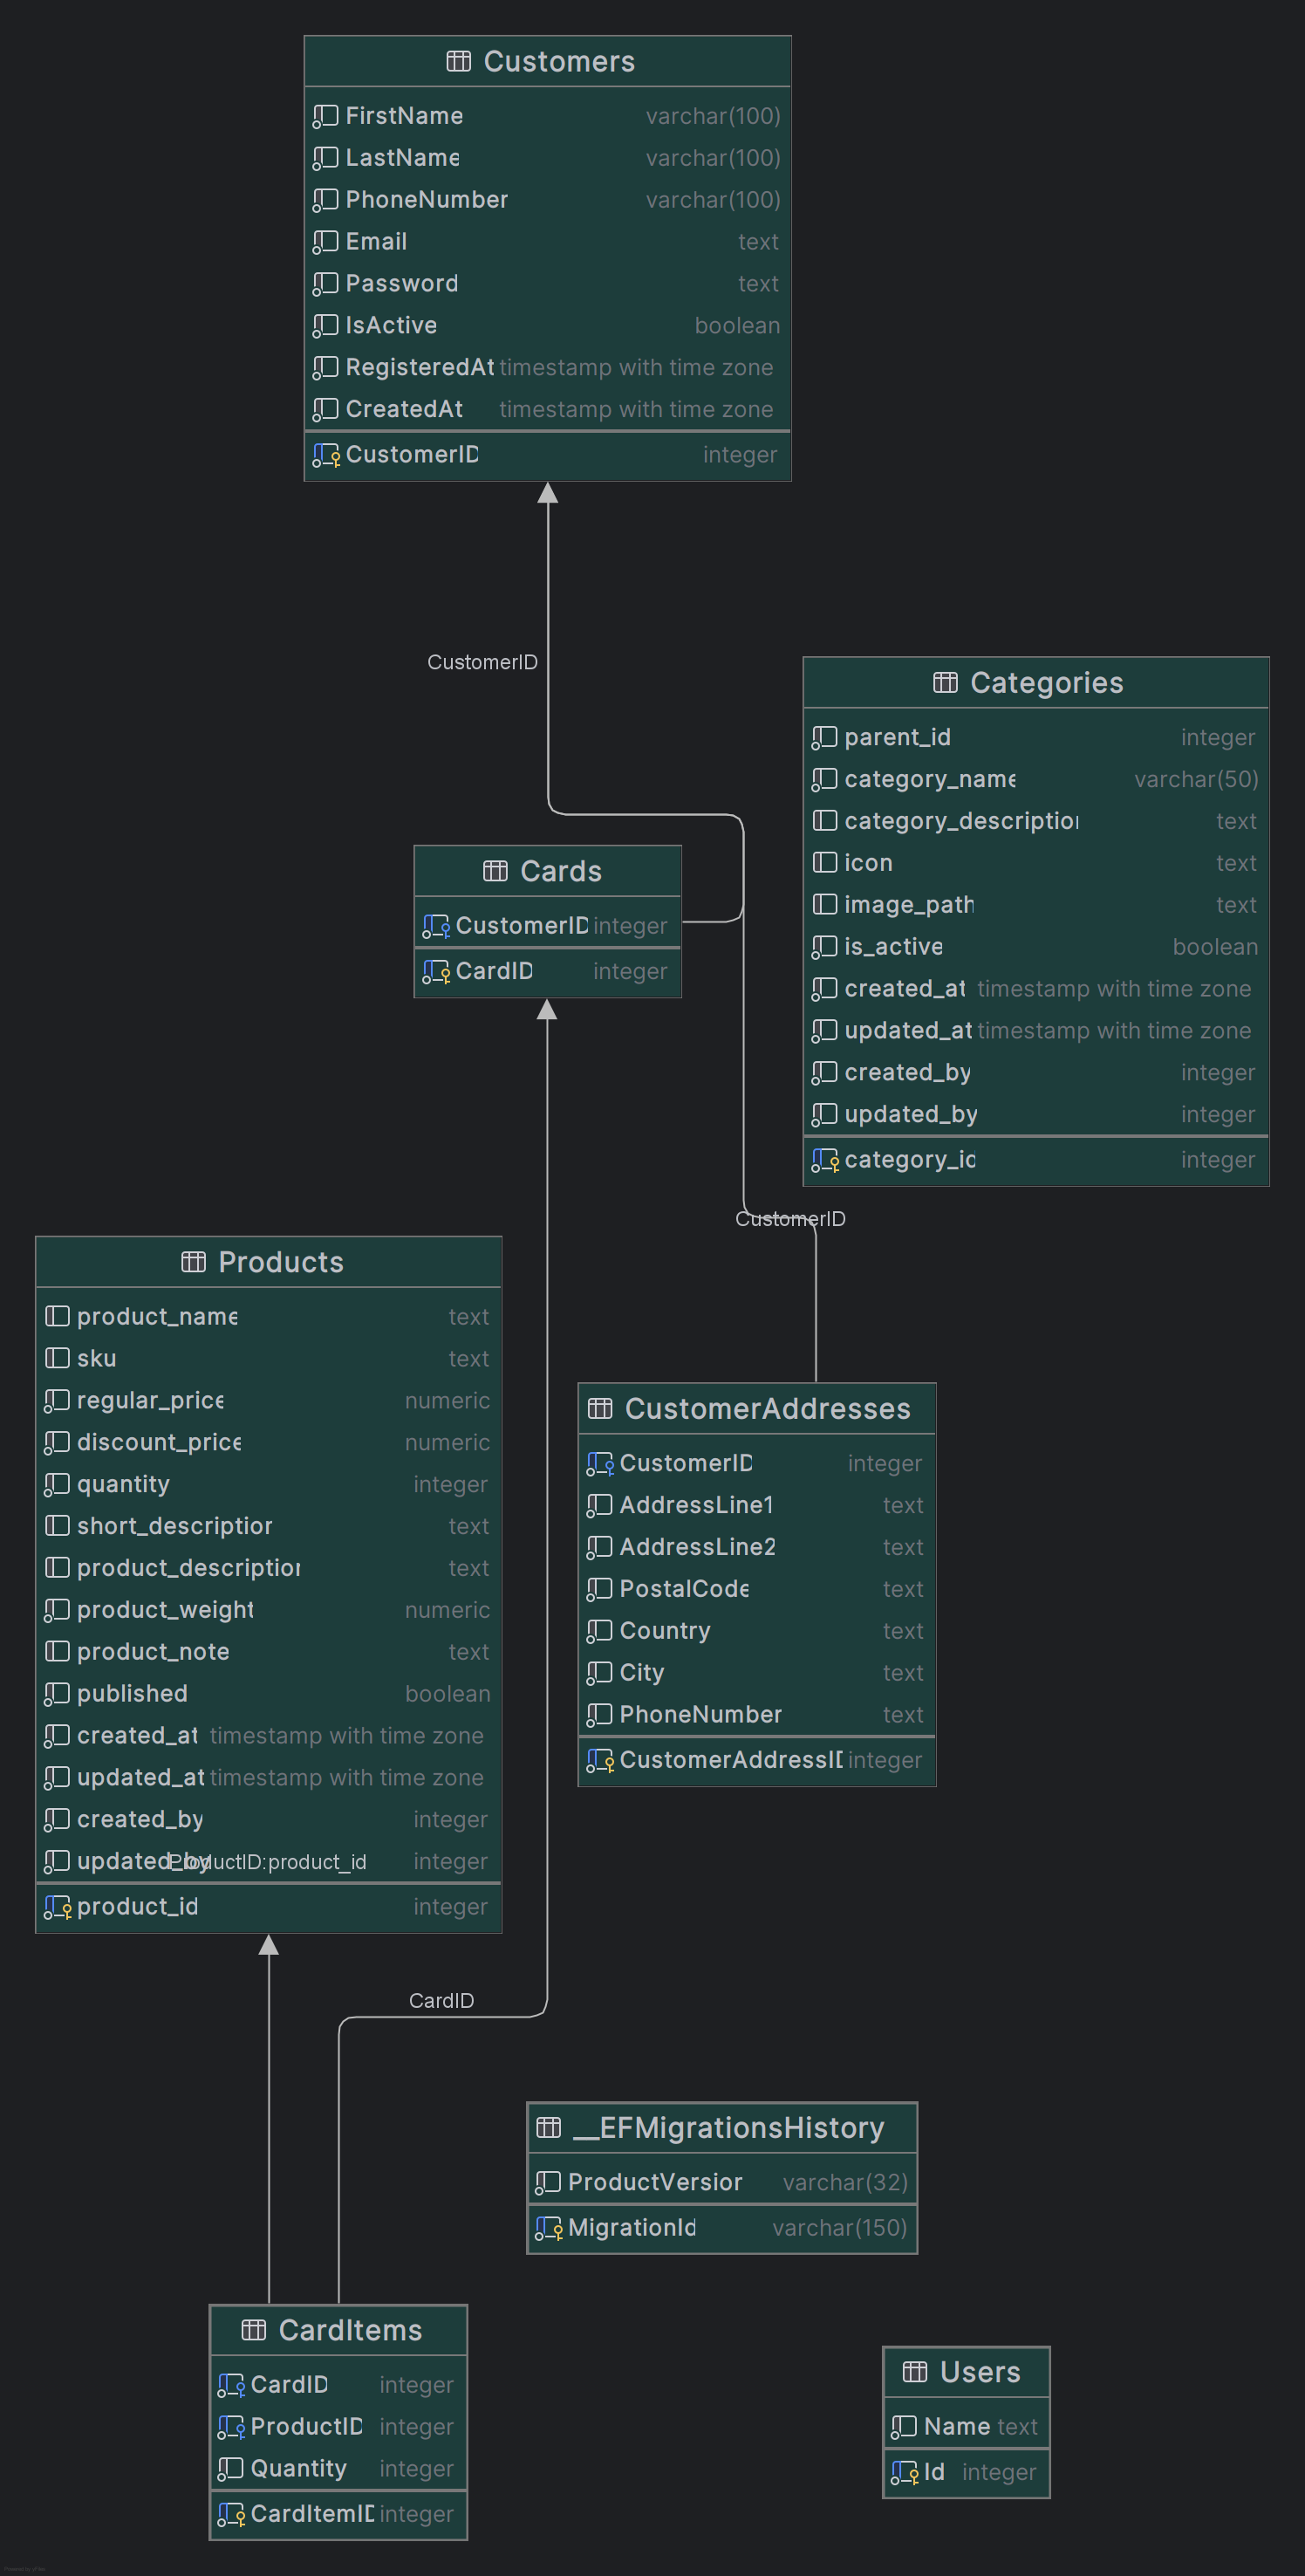 Customers
FirstName varchar(100)
LastName varchar(100)
PhoneNumber varchar(100)
Email text
Password text
IsActive boolean
RegisteredAt timestamp with time zone
CreatedAt timestamp with time zone
CustomerID integer
CustomerID
Categories
parent_id integer
category_name varchar(50)
category_description text
icon text
image_path text
is_active boolean
created_at timestamp with time zone
updated_at timestamp with time zone
created_by integer
updated_by integer
category_id integer
Cards
CustomerID integer
CardID integer
CustomerID
Products
product_name text
sku text
regular_price numeric
discount_price numeric
quantity integer
short_description text
product_description text
product_weight numeric
product_note text
published boolean
created_at timestamp with time zone
updated_at timestamp with time zone
created_by integer
updated_by integer
ProductID:product_id
product_id integer
CustomerAddresses
CustomerID integer
AddressLine1 text
AddressLine2 text
PostalCode text
Country text
City text
PhoneNumber text
CustomerAddressID integer
CardID
__EFMigrationsHistory
ProductVersion varchar(32)
MigrationId varchar(150)
CardItems
CardID integer
ProductID integer
Quantity integer
CardItemID integer
Users
Name text
Id integer